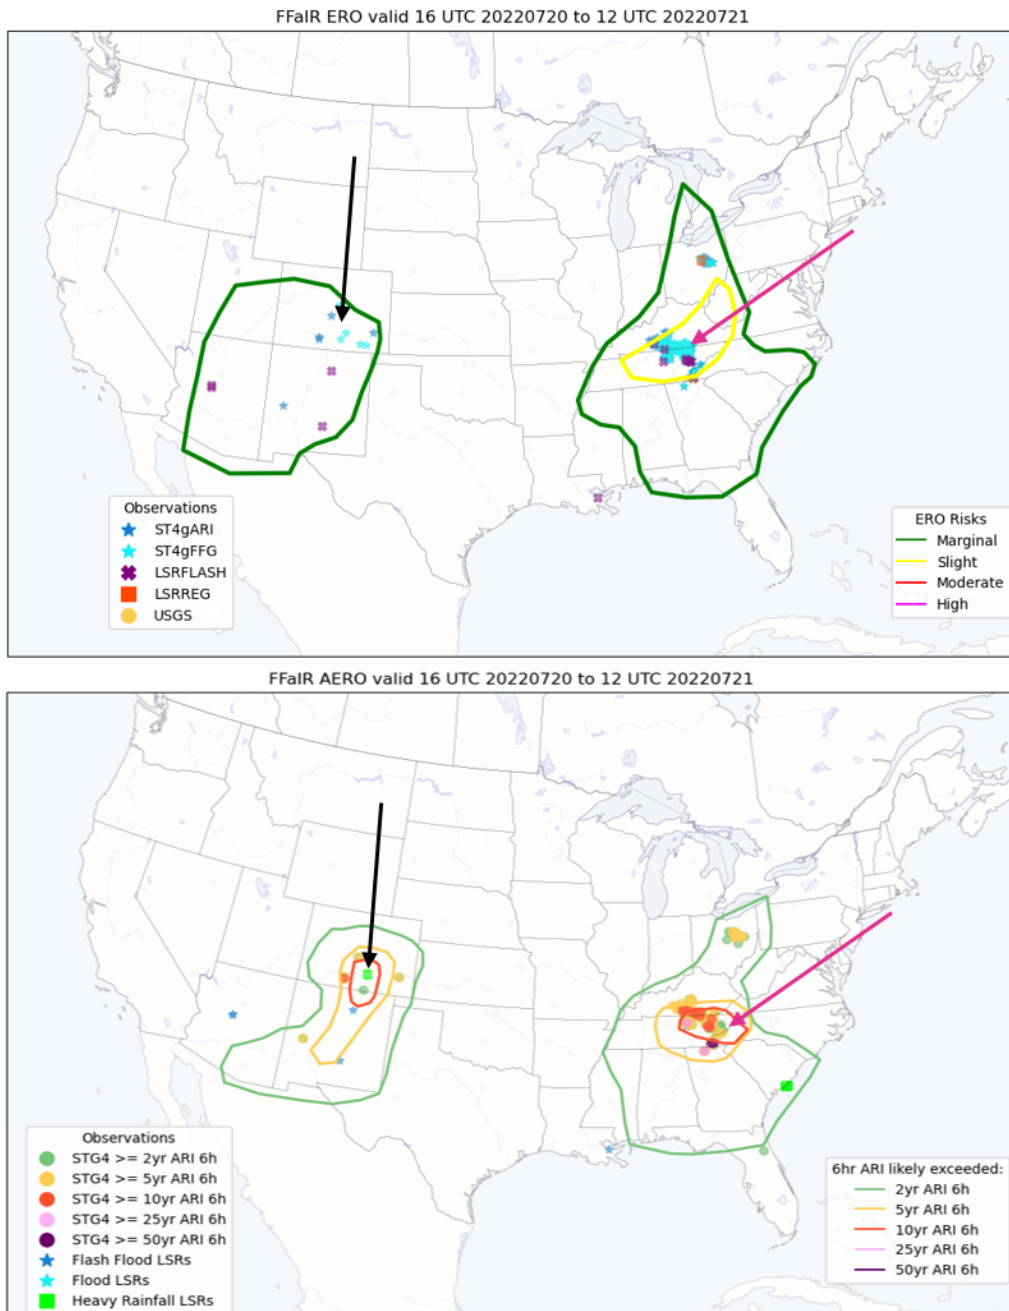 FFaIR ERO valid 16 UTC 20220720 to 12 UTC 20220721
Observations
ST4gARI
ST4gFFG
LSRFLASH
LSRREG
USGS
ERO Risks
Marginal
Slight
Moderate
High
FFaIR AERO valid 16 UTC 20220720 to 12 UTC 20220721
Observations
STG4 >= 2yr ARI 6h
STG4 >= 5yr ARI 6h
STG4 >= 10yr ARI 6h
STG4 >= 25yr ARI 6h
STG4 >= 50yr ARI 6h
Flash Flood LSRs
Flood LSRs
Heavy Rainfall LSRs
6hr ARI likely exceeded:
2yr ARI 6h
5yr ARI 6h
10yr ARI 6h
25yr ARI 6h
50yr ARI 6h